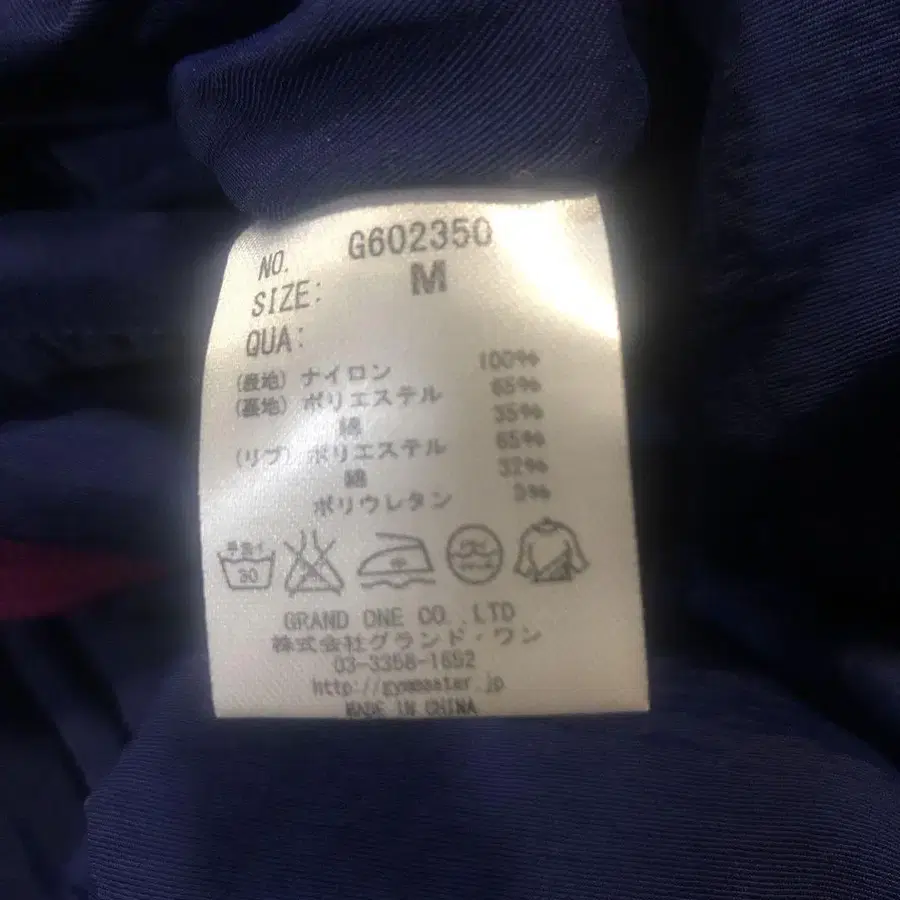 NO. G602350
SIZE: M
QUA:
(表地) ナイロン 100%
(裏地) ポリエステル 65%
綿 35%
(リブ) ポリエステル 65%
綿 32%
ポリウレタン 3%
手洗イ
30
GRAND ONE CO.,LTD
株式会社グランド・ワン
03-3358-1652
http://gymmaster.jp
MADE IN CHINA